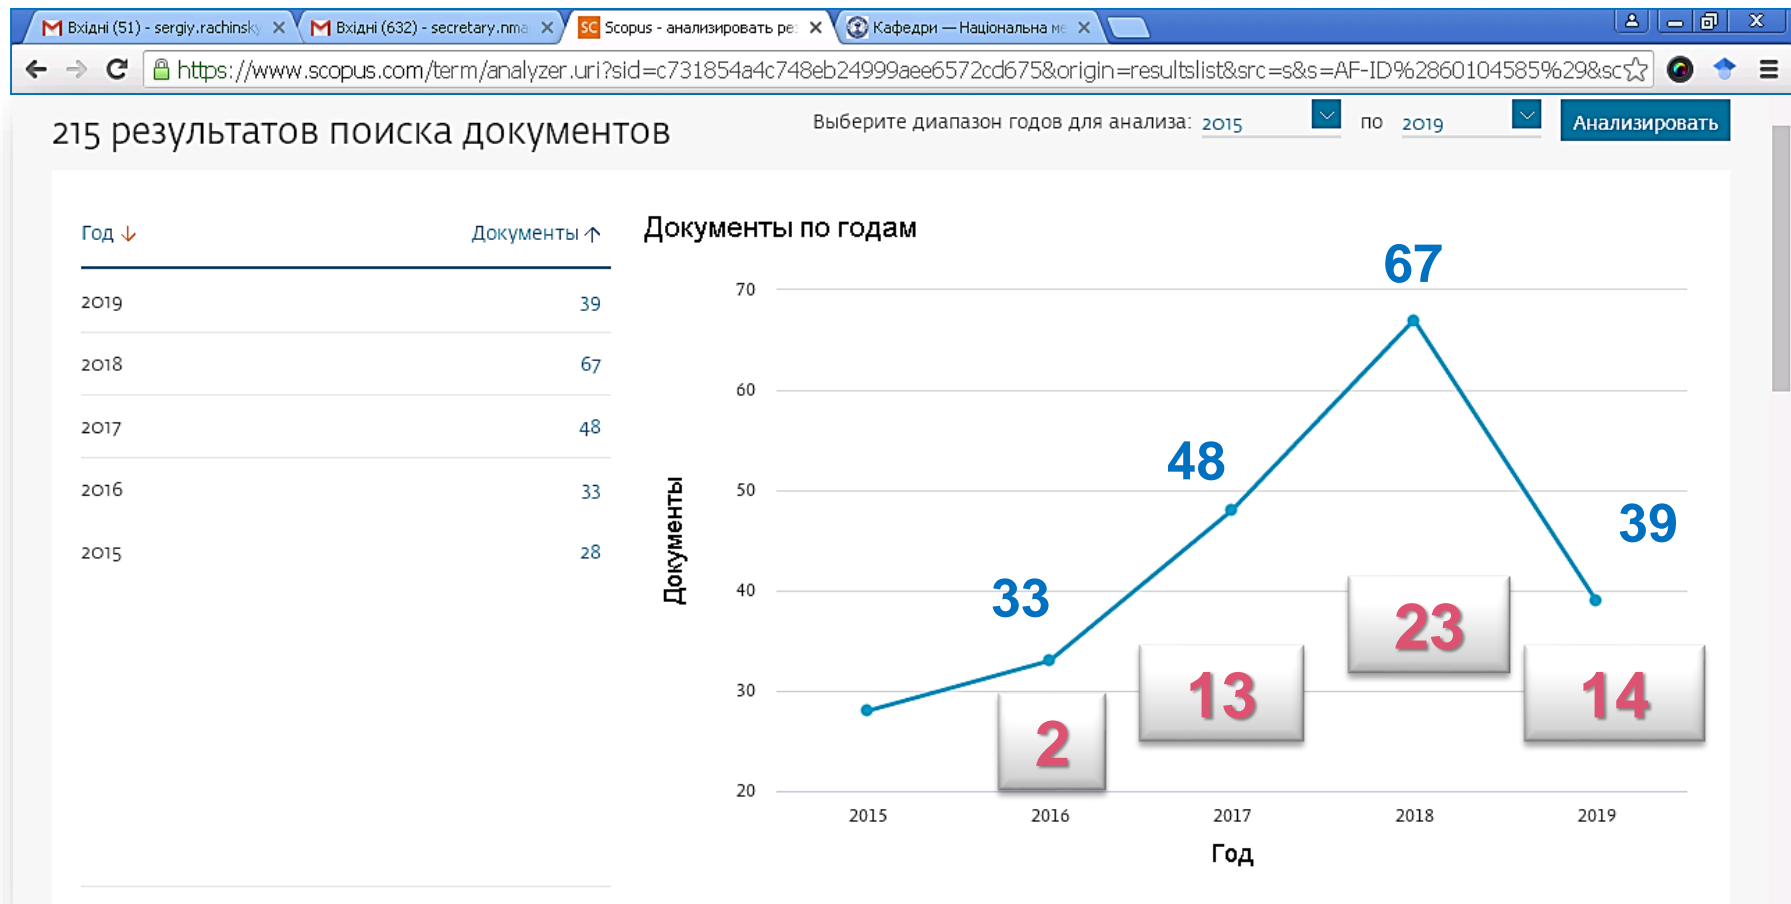 Вхідні (51) - sergiy.rachinsky
Вхідні (632) - secretary.nma
SC Scopus - анализировать рез
Кафедри — Національна ме
https://www.scopus.com/term/analyzer.uri?sid=c731854a4c748eb24999aee6572cd675&origin=resultslist&src=s&s=AF-ID%2860104585%29&sc
215 результатов поиска документов
Выберите диапазон годов для анализа: 2015 по 2019 Анализировать
Год Документы
2019 39
2018 67
2017 48
2016 33
2015 28
Документы по годам
67
70
60
48
50
39
33
40
23
13
14
30
2
20
Документы
2015 2016 2017 2018 2019
Год